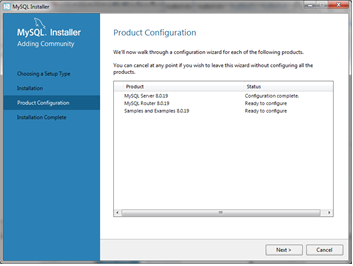 MySQL Installer
MySQL. Installer
Adding Community
Choosing a Setup Type
Installation
Product Configuration
Installation Complete
Product Configuration
We'll now walk through a configuration wizard for each of the following products.
You can cancel at any point if you wish to leave this wizard without configuring all the
products.
Product Status
MySQL Server 8.0.19 Configuration complete.
MySQL Router 8.0.19 Ready to configure
Samples and Examples 8.0.19 Ready to configure
Next > Cancel